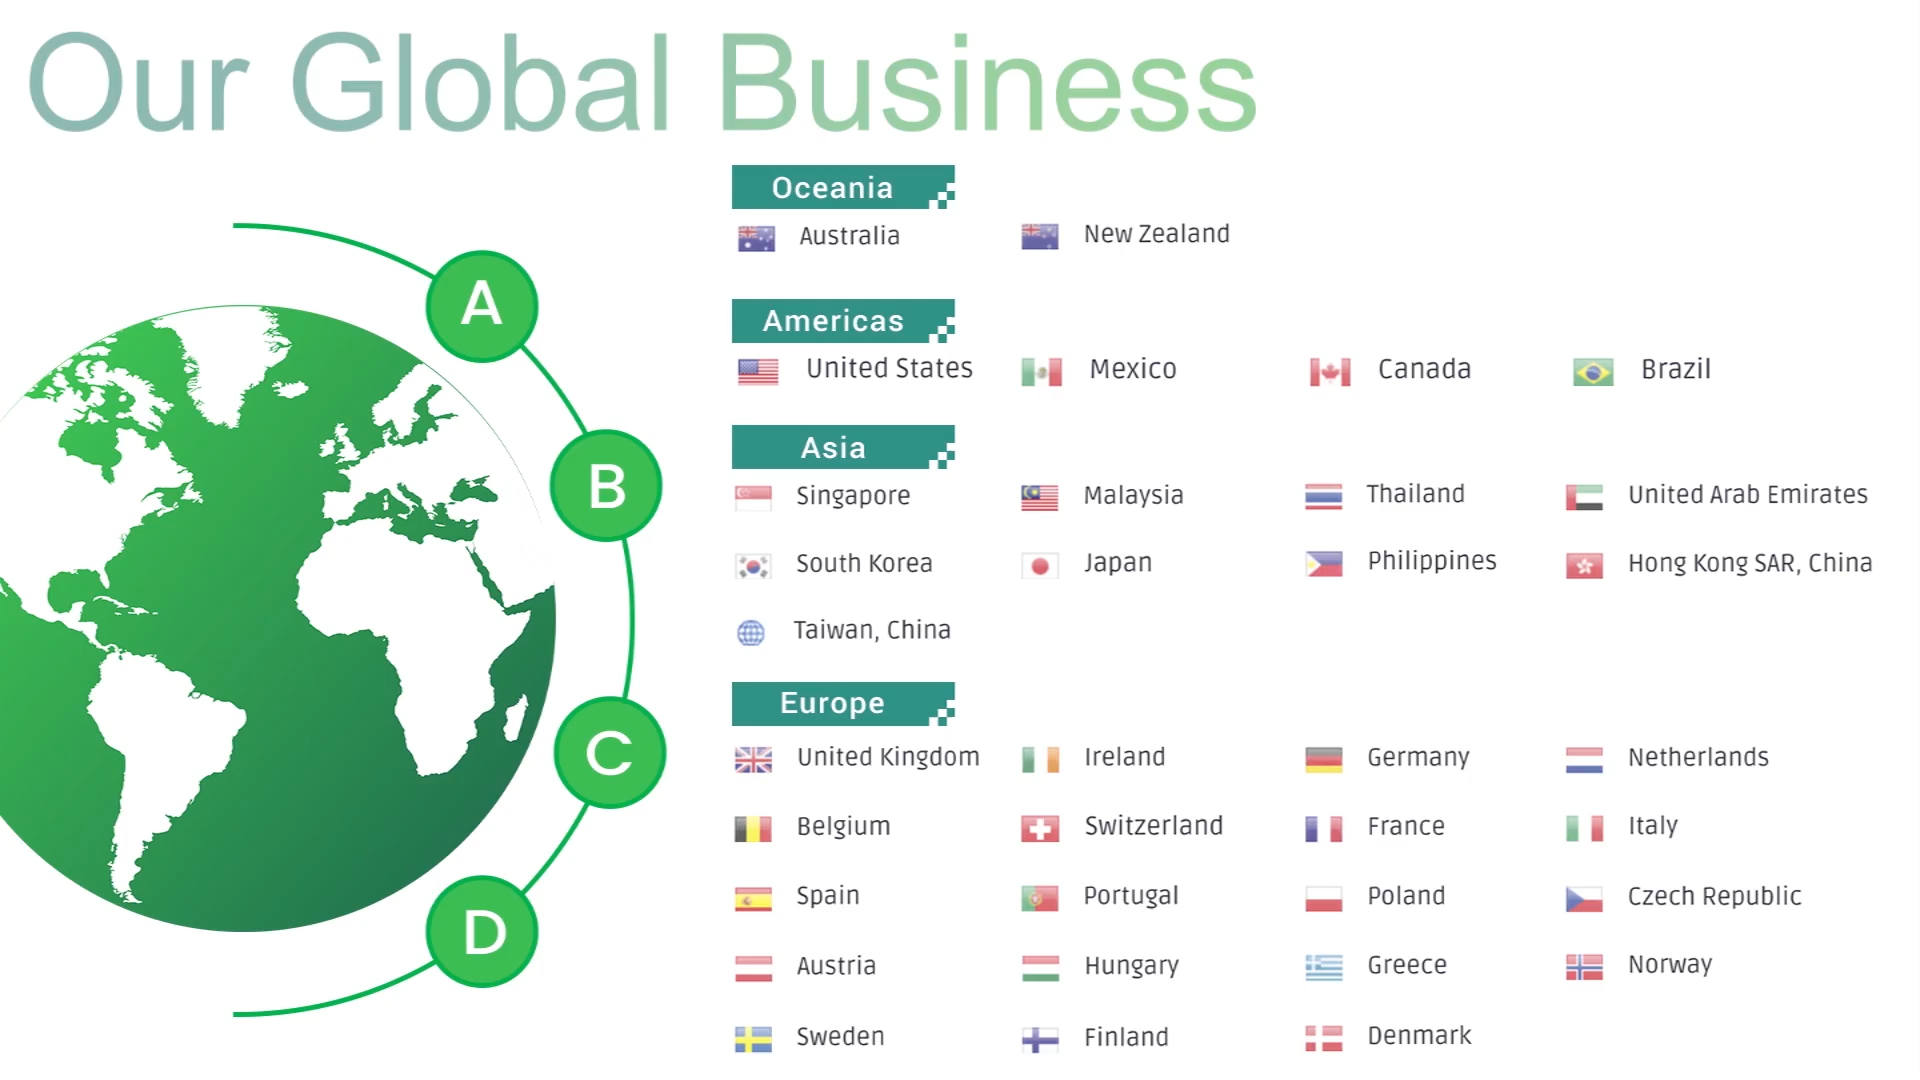 Our Global Business
A
B
C
D
Oceania
Australia New Zealand
Americas
United States Mexico Canada Brazil
Asia
Singapore Malaysia Thailand United Arab Emirates
South Korea Japan Philippines Hong Kong SAR, China
Taiwan, China
Europe
United Kingdom Ireland Germany Netherlands
Belgium Switzerland France Italy
Spain Portugal Poland Czech Republic
Austria Hungary Greece Norway
Sweden Finland Denmark